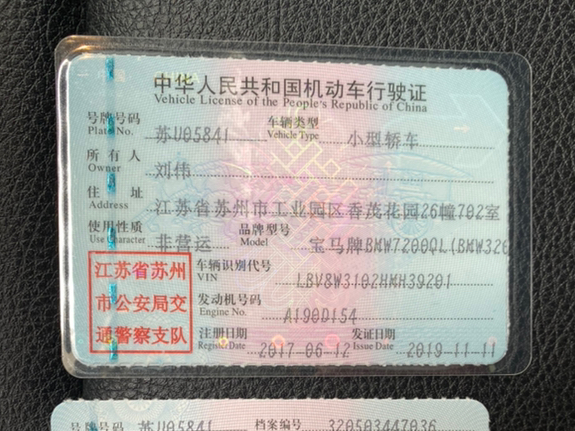 中华人民共和国机动车行驶证
Vehicle License of the People's Republic of China
号牌号码 苏U05841 车辆类型 小型轿车
Plate No. Vehicle Type
所有人 刘伟
Owner
住址 江苏省苏州市工业园区香茂花园26幢702室
Address
使用性质 非营运 品牌型号 宝马牌BMW7200QL(BMW326
Use Character Model
江苏省苏州
市公安局交
通警察支队
车辆识别代号 LBV8W3102HMH39201
VIN
发动机号码 A190D154
Engine No.
注册日期 2017-06-12 发证日期 2019-11-11
Register Date Issue Date
号牌号码 苏U05841 档案编号 320503447036